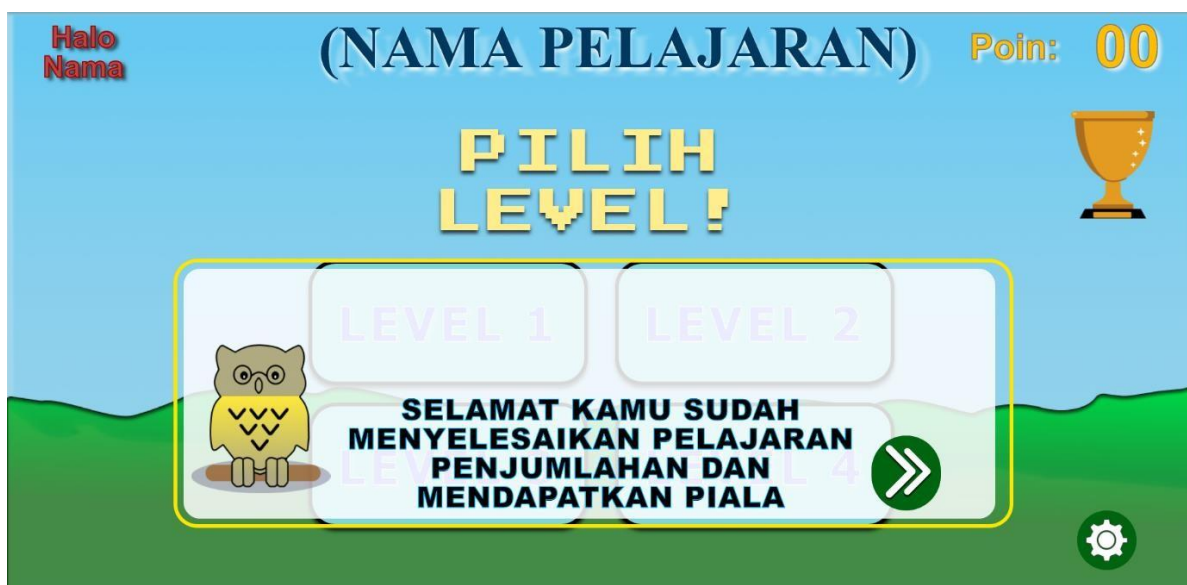 Halo
Nama
(NAMA PELAJARAN)
Poin: 00
PILIH
LEVEL!
LEVEL 1
LEVEL 2
SELAMAT KAMU SUDAH
MENYELESAIKAN PELAJARAN
PENJUMLAHAN DAN
MENDAPATKAN PIALA
4